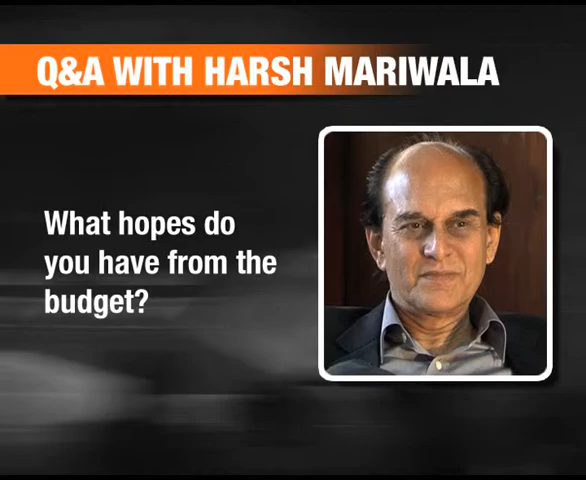 Q&A WITH HARSH MARIWALA
What hopes do
you have from the
budget?